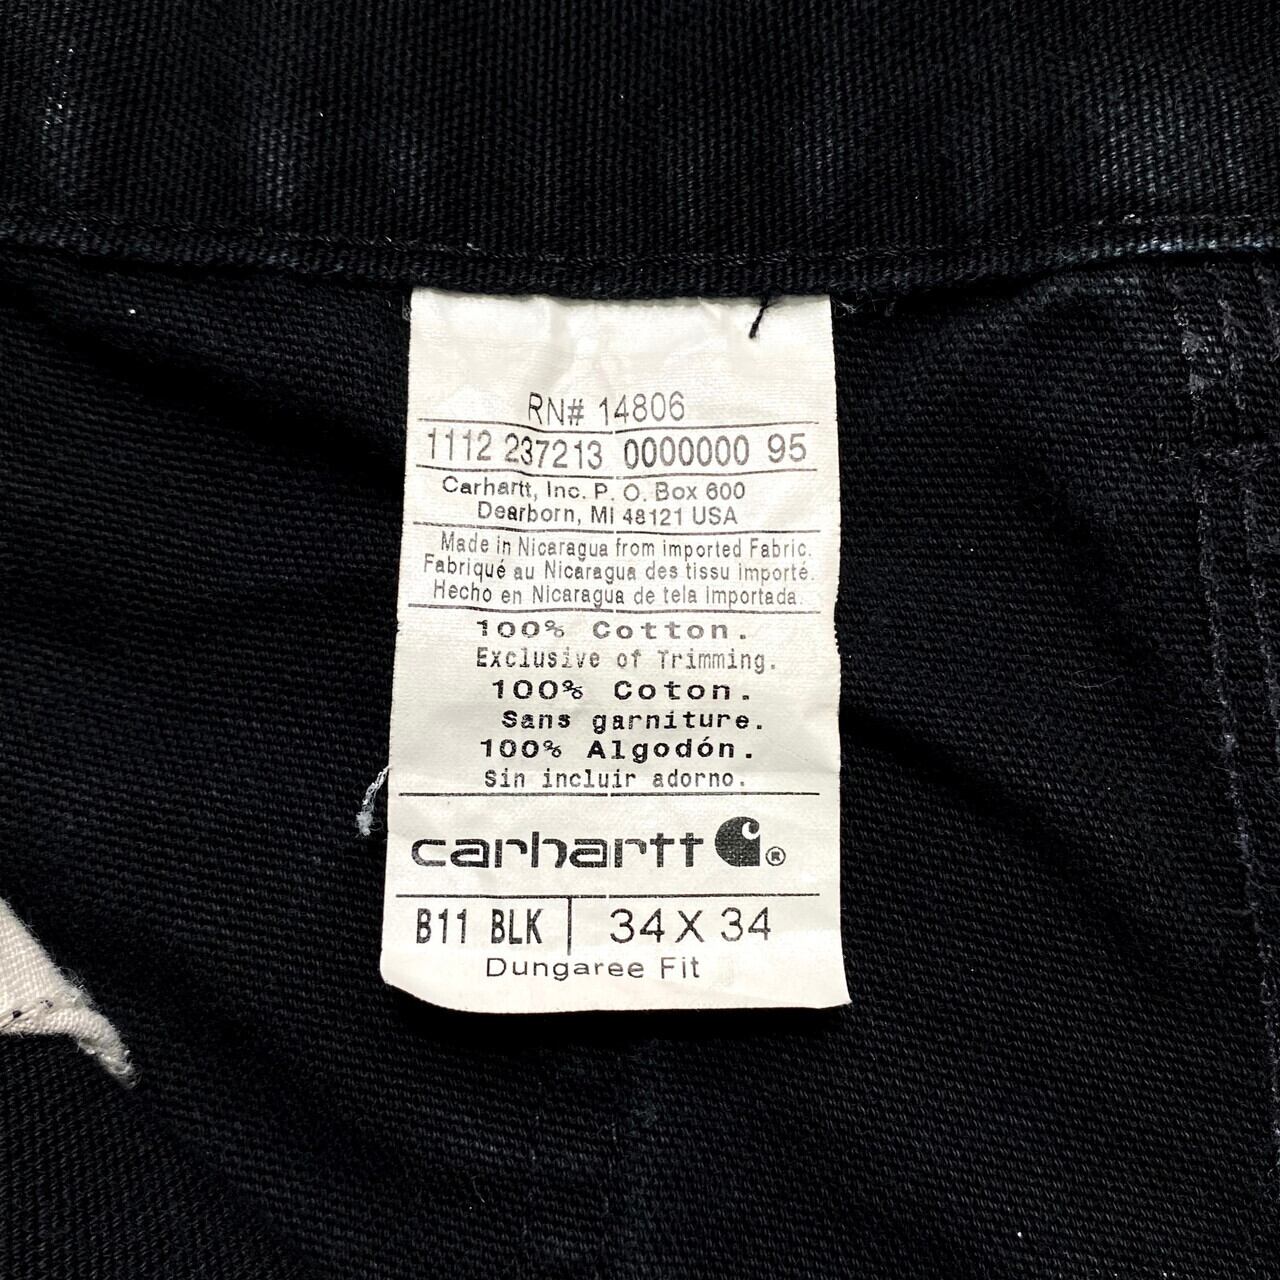 RN# 14806
1112 237213 0000000 95
Carhartt, Inc. P. O. Box 600
Dearborn, MI 48121 USA
Made in Nicaragua from imported Fabric.
Fabriqué au Nicaragua des tissu importé.
Hecho en Nicaragua de tela importada.
100% Cotton.
Exclusive of Trimming.
100% Coton.
Sans garniture.
100% Algodón.
Sin incluir adorno.
carhartt ®
B11 BLK | 34 X 34
Dungaree Fit